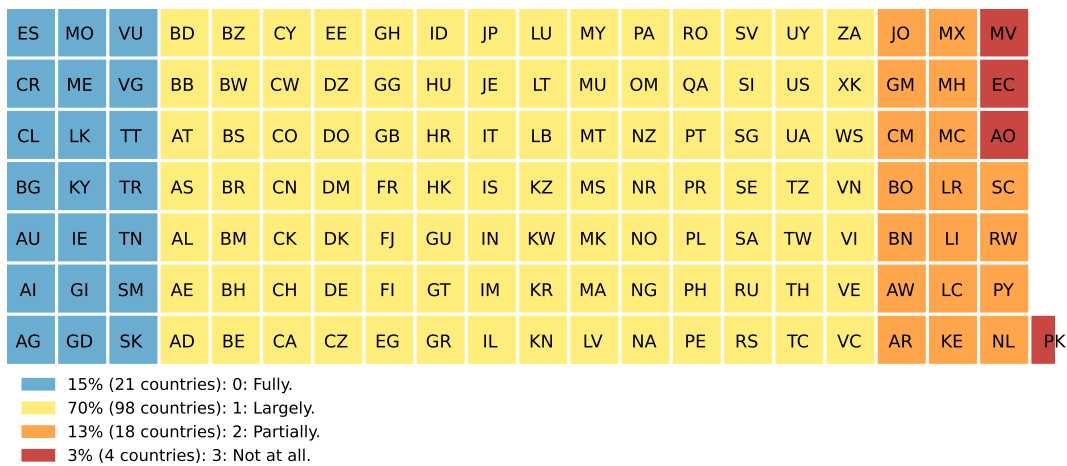 ES MO VU BD BZ CY EE GH ID JP LU MY PA RO SV UY ZA JO MX MV
CR ME VG BB BW CW DZ GG HU JE LT MU OM QA SI US XK GM MH EC
CL LK TT AT BS CO DO GB HR IT LB MT NZ PT SG UA WS CM MC AO
BG KY TR AS BR CN DM FR HK IS KZ MS NR PR SE TZ VN BO LR SC
AU IE TN AL BM CK DK FJ GU IN KW MK NO PL SA TW VI BN LI RW
AI GI SM AE BH CH DE FI GT IM KR MA NG PH RU TH VE AW LC PY
AG GD SK AD BE CA CZ EG GR IL KN LV NA PE RS TC VC AR KE NL PK
15% (21 countries): 0: Fully.
70% (98 countries): 1: Largely.
13% (18 countries): 2: Partially.
3% (4 countries): 3: Not at all.